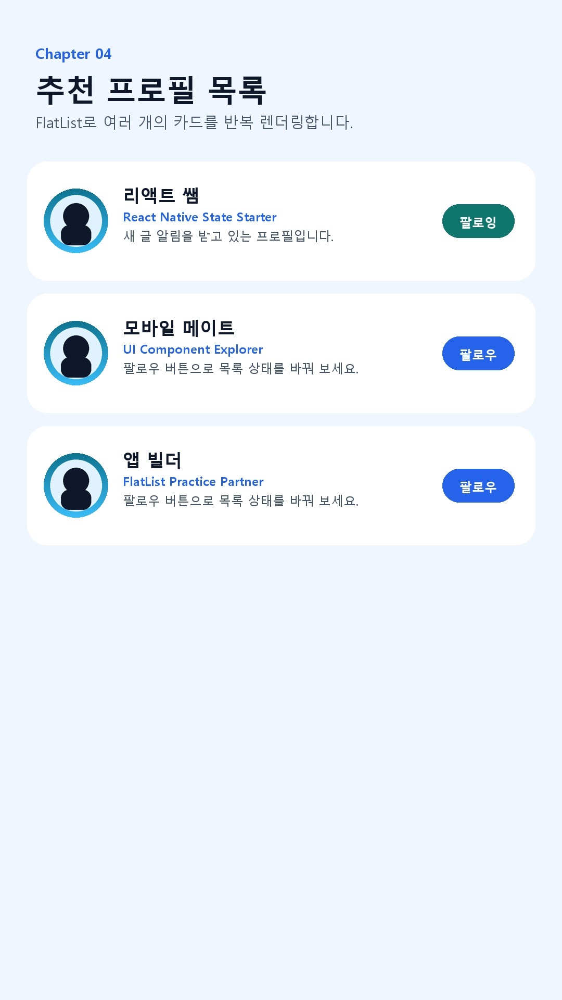 Chapter 04
추천 프로필 목록
FlatList로 여러 개의 카드를 반복 렌더링합니다.
리액트 쌤
React Native State Starter
새 글 알림을 받고 있는 프로필입니다.
팔로잉
모바일 메이트
UI Component Explorer
팔로우 버튼으로 목록 상태를 바꿔 보세요.
팔로우
앱 빌더
FlatList Practice Partner
팔로우 버튼으로 목록 상태를 바꿔 보세요.
팔로우